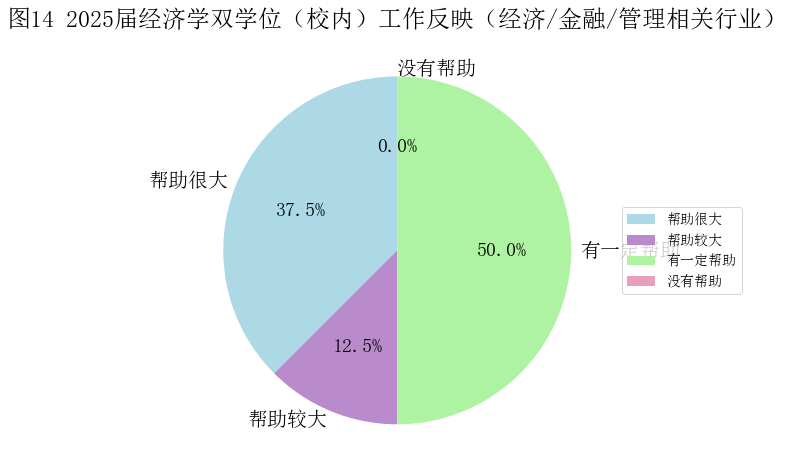 图14 2025届经济学双学位（校内）工作反映（经济/金融/管理相关行业）
没有帮助
0.0%
帮助很大
37.5%
50.0%
有一定帮助
12.5%
帮助较大
帮助很大
帮助较大
有一定帮助
没有帮助